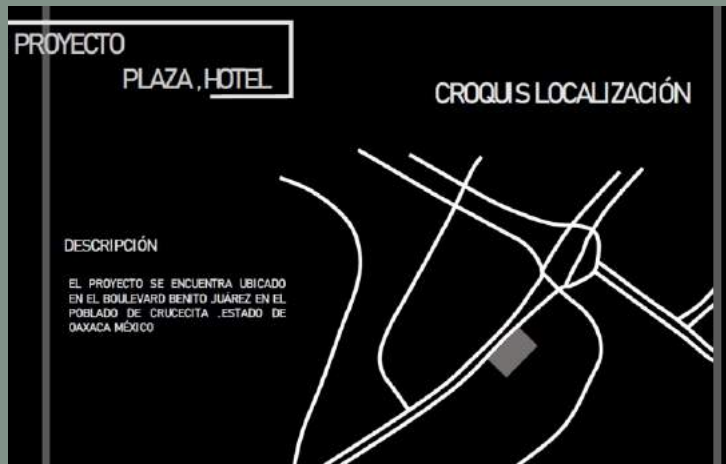 PROYECTO
PLAZA , HOTEL
CROQUIS LOCALIZACIÓN
DESCRIPCIÓN
EL PROYECTO SE ENCUENTRA UBICADO
EN EL BOULEVARD BENITO JUÁREZ EN EL
POBLADO DE CRUCECITA .ESTADO DE
OAXACA MÉXICO